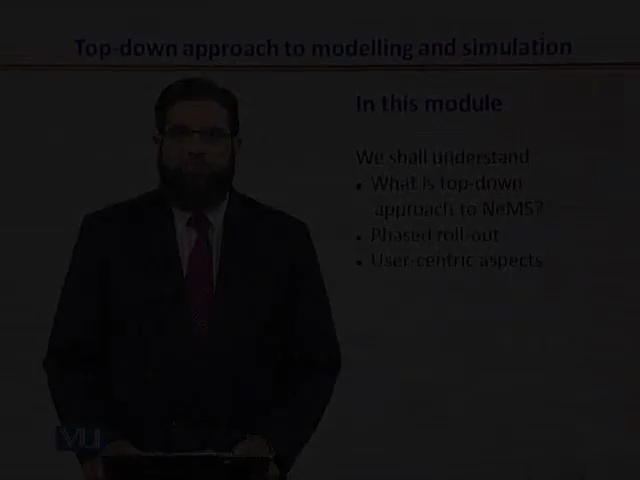 Top-down approach to modelling and simulation
In this module
We shall understand
• What is top-down
approach to NeMS?
• Phased roll-out
• User-centric aspects
VU